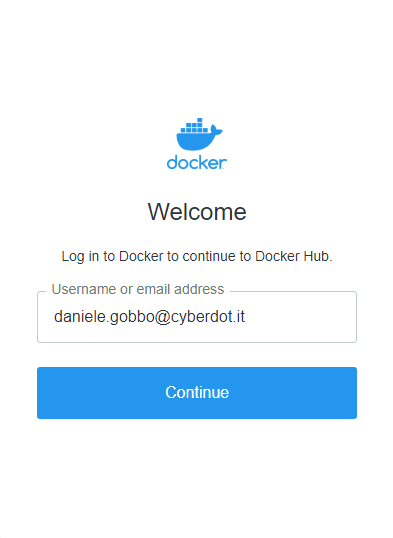 docker
Welcome
Log in to Docker to continue to Docker Hub.
Username or email address
daniele.gobbo@cyberdot.it
Continue